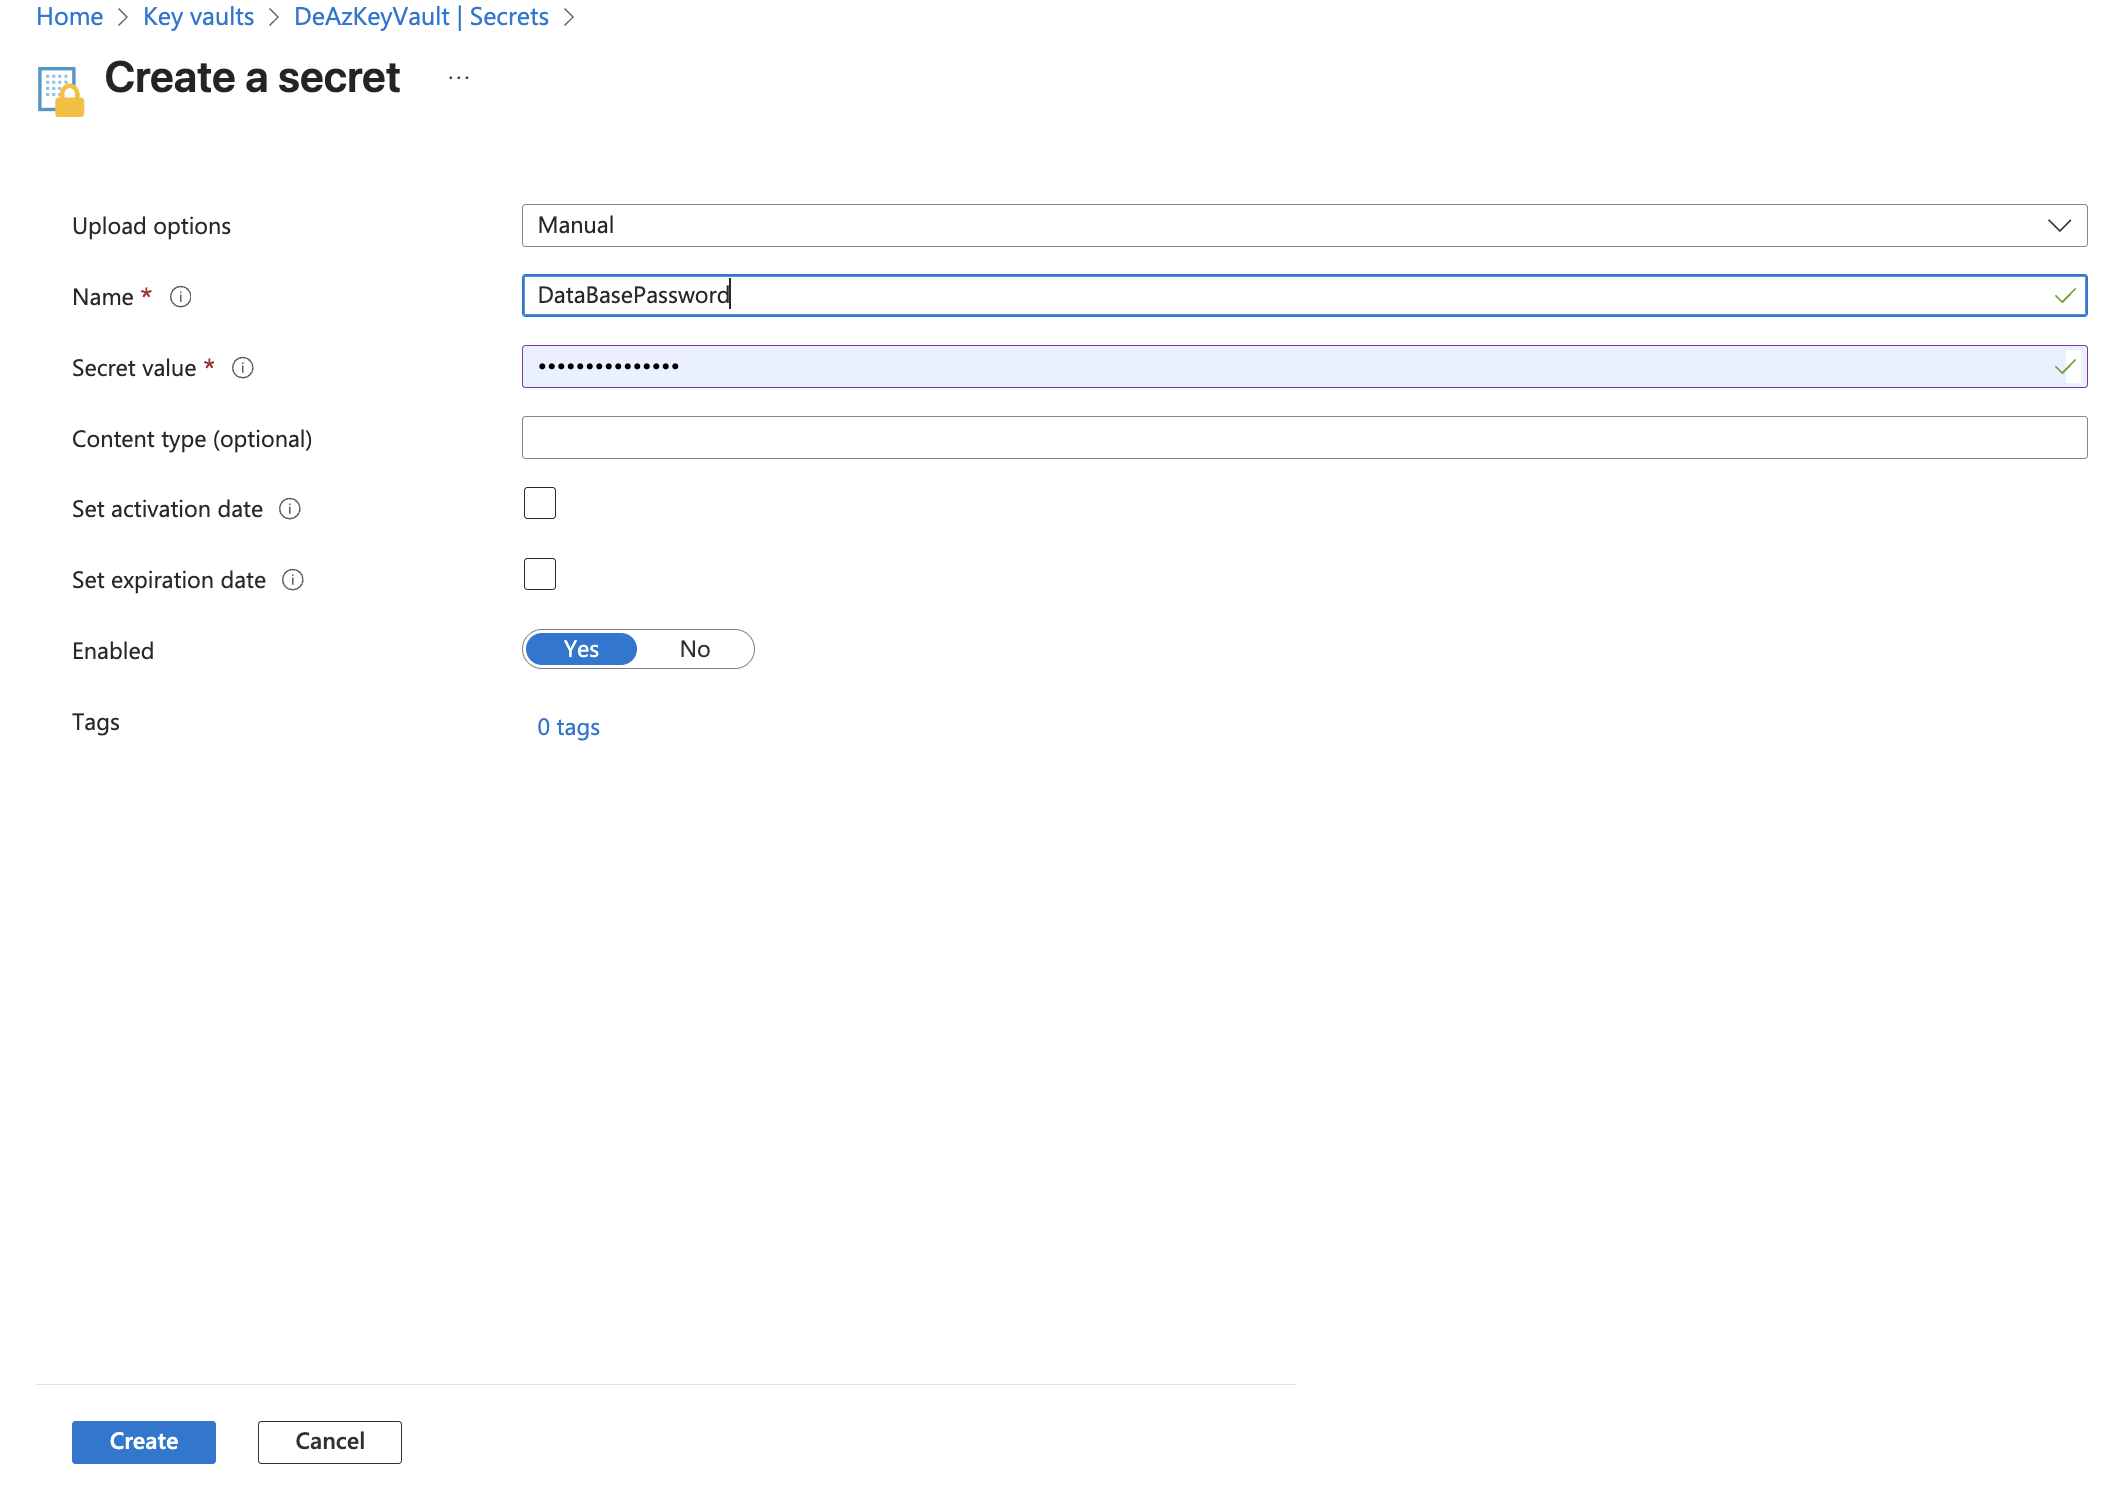 Home > Key vaults > DeAzKeyVault | Secrets >
Create a secret ...
Upload options Manual
Name * DataBasePassword
Secret value * •••••••••••••••
Content type (optional)
Set activation date
Set expiration date
Enabled Yes No
Tags 0 tags
Create Cancel